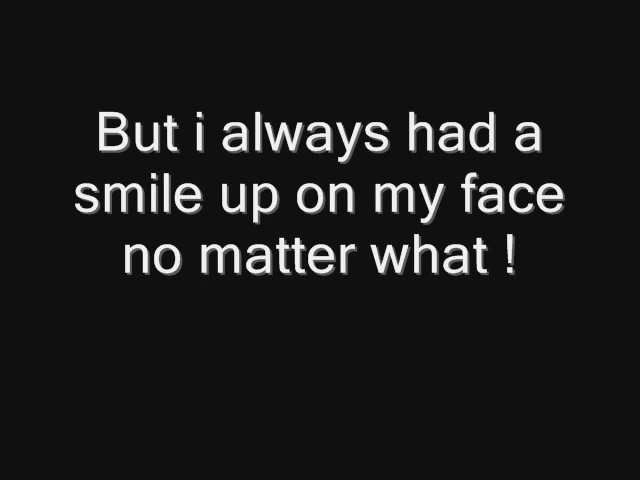 But i always had a
smile up on my face
no matter what !